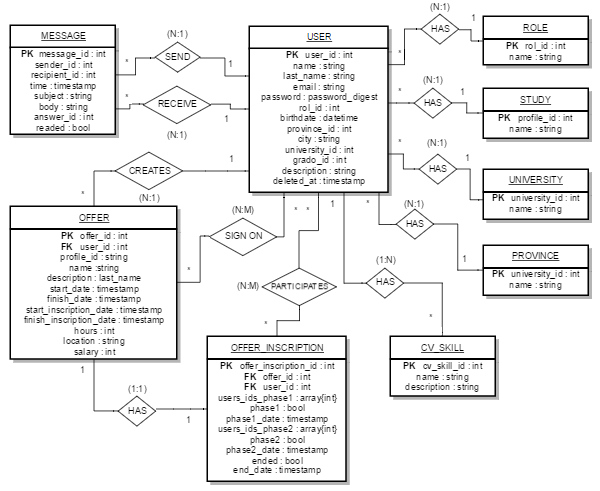 MESSAGE
PK message_id : int
sender_id : int
recipient_id : int
time : timestamp
subject : string
body : string
answer_id : int
readed : bool
(N:1)
SEND
*
1
RECEIVE
*
1
(N:1)
USER
PK user_id : int
name : string
last_name : string
email : string
password : password_digest
rol_id : int
birthdate : datetime
province_id : int
city : string
university_id : int
grado_id : int
description : string
deleted_at : timestamp
(N:1)
HAS
*
1
ROLE
PK rol_id : int
name : string
(N:1)
HAS
*
1
STUDY
PK profile_id : int
name : string
(N:1)
HAS
*
1
UNIVERSITY
PK university_id : int
name : string
(N:1)
HAS
*
1
PROVINCE
PK university_id : int
name : string
CREATES
*
1
(N:1)
OFFER
PK offer_id : int
FK user_id : int
profile_id : string
name :string
description : last_name
start_date : timestamp
finish_date : timestamp
start_inscription_date : timestamp
finish_inscription_date : timestamp
hours : int
location : string
salary : int
(N:M)
SIGN ON
*
*
(N:M)
PARTICIPATES
*
*
(1:N)
HAS
1
*
CV_SKILL
PK cv_skill_id : int
name : string
description : string
OFFER_INSCRIPTION
PK offer_inscription_id : int
FK offer_id : int
FK user_id : int
users_ids_phase1 : array{int}
phase1 : bool
phase1_date : timestamp
users_ids_phase2 : array{int}
phase2 : bool
phase2_date : timestamp
ended : bool
end_date : timestamp
1
(1:1)
HAS
1